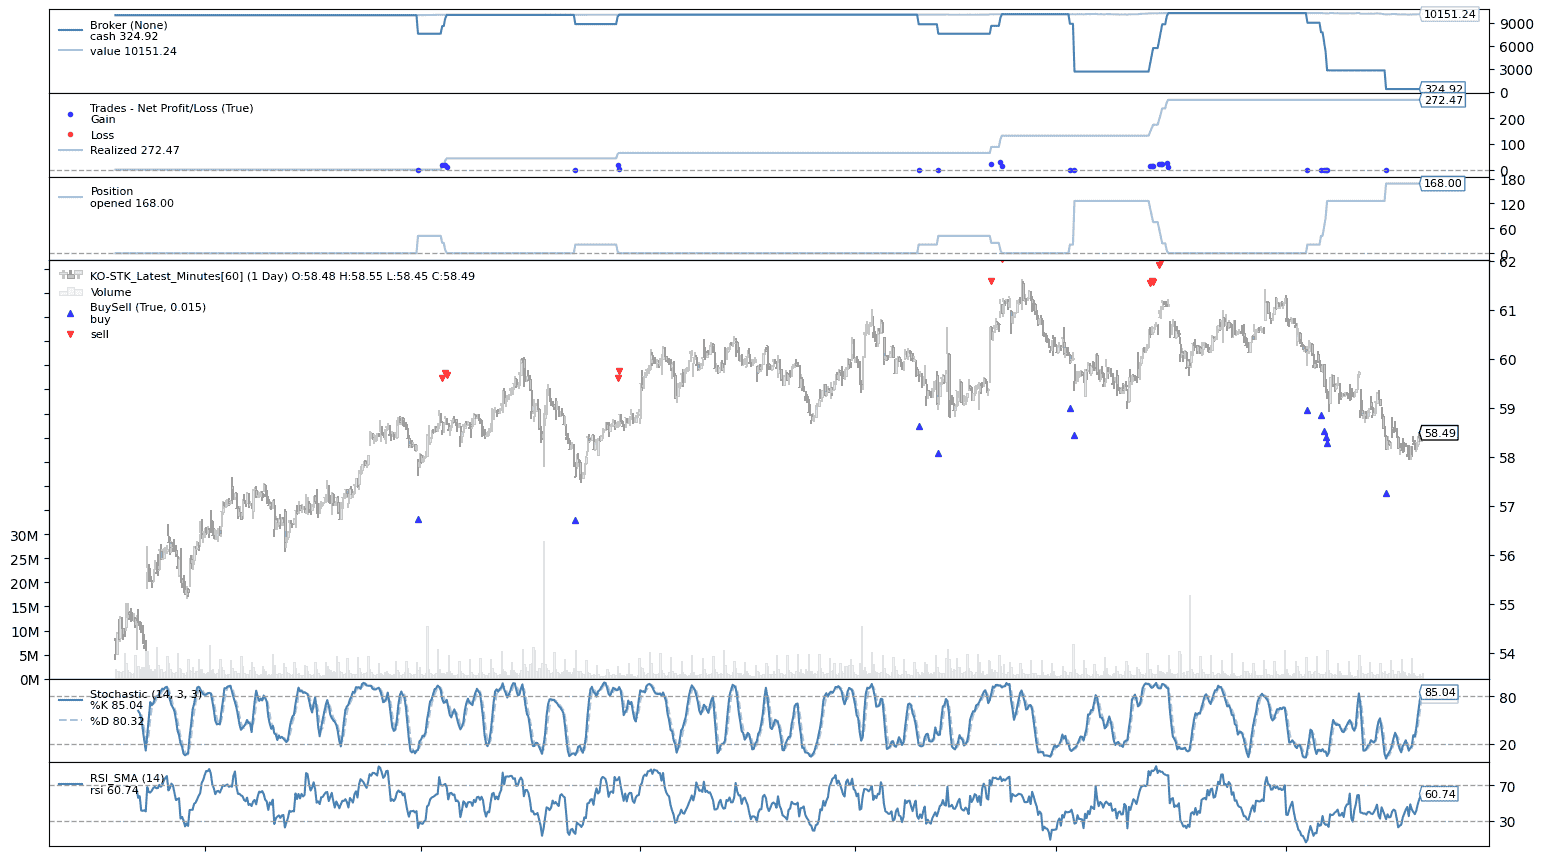 Broker (None)
cash 324.92
value 10151.24
10151.24
9000
6000
3000
324.92
0
Trades - Net Profit/Loss (True)
Gain
Loss
Realized 272.47
272.47
200
100
0
Position
opened 168.00
180
168.00
120
60
0
KO-STK_Latest_Minutes[60] (1 Day) O:58.48 H:58.55 L:58.45 C:58.49
Volume
BuySell (True, 0.015)
buy
sell
62
61
60
59
58.49
58
57
56
55
54
30M
25M
20M
15M
10M
5M
0M
Stochastic (14, 3, 3)
%K 85.04
%D 80.32
85.04
80
20
RSI_SMA (14)
rsi 60.74
70
60.74
30